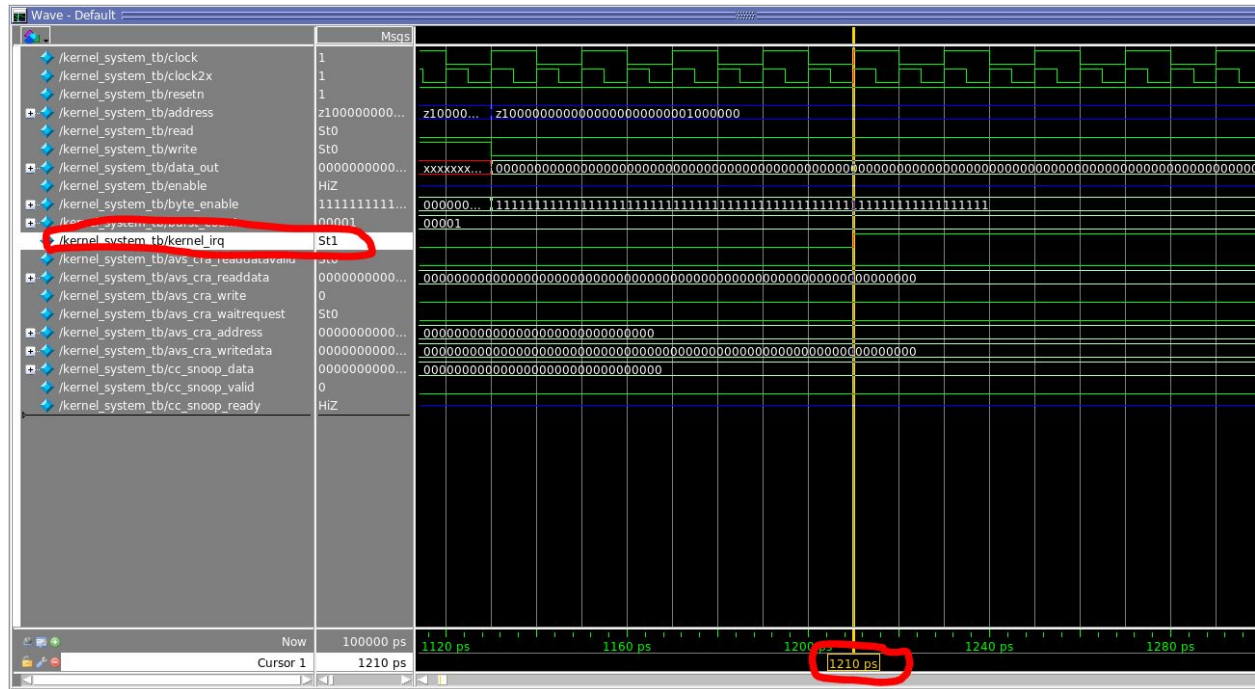 Wave - Default
Msgs
/kernel_system_tb/clock 1
/kernel_system_tb/clock2x 1
/kernel_system_tb/resetn 1
/kernel_system_tb/address z100000000... z10000... z1000000000000000000000001000000
/kernel_system_tb/read St0
/kernel_system_tb/write St0
/kernel_system_tb/data_out 0000000000... xxxxxxx...
/kernel_system_tb/enable HiZ
/kernel_system_tb/byte_enable 1111111111... 000000...
00001 00001
/kernel_system_tb/kernel_irq St1
/kernel_system_tb/avs_cra_readdatavalid St0
/kernel_system_tb/avs_cra_readdata 0000000000...
/kernel_system_tb/avs_cra_write 0
/kernel_system_tb/avs_cra_waitrequest St0
/kernel_system_tb/avs_cra_address 0000000000... 00000000000000000000000000000000
/kernel_system_tb/avs_cra_writedata 0000000000...
/kernel_system_tb/cc_snoop_data 0000000000...
/kernel_system_tb/cc_snoop_valid 0
/kernel_system_tb/cc_snoop_ready HiZ
Now 100000 ps 1120 ps 1160 ps 1200 1240 ps 1280 ps
Cursor 1 1210 ps 1210 ps